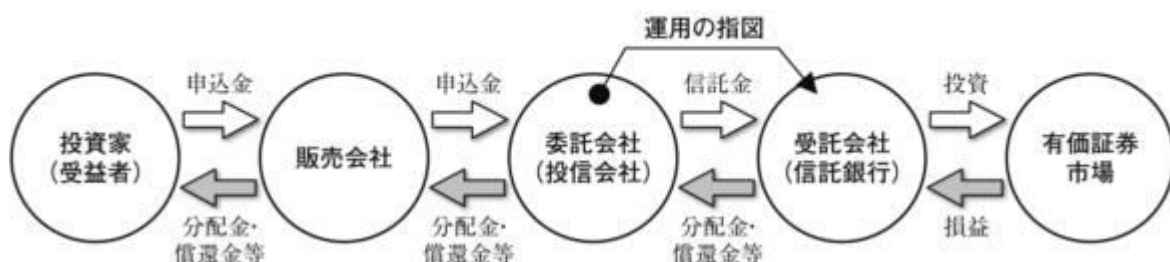 運用の指図
申込金
申込金
信託金
投資
投資家
(受益者)
販売会社
委託会社
(投信会社)
受託会社
(信託銀行)
有価証券
市場
分配金・
償還金等
分配金・
償還金等
分配金・
償還金等
損益